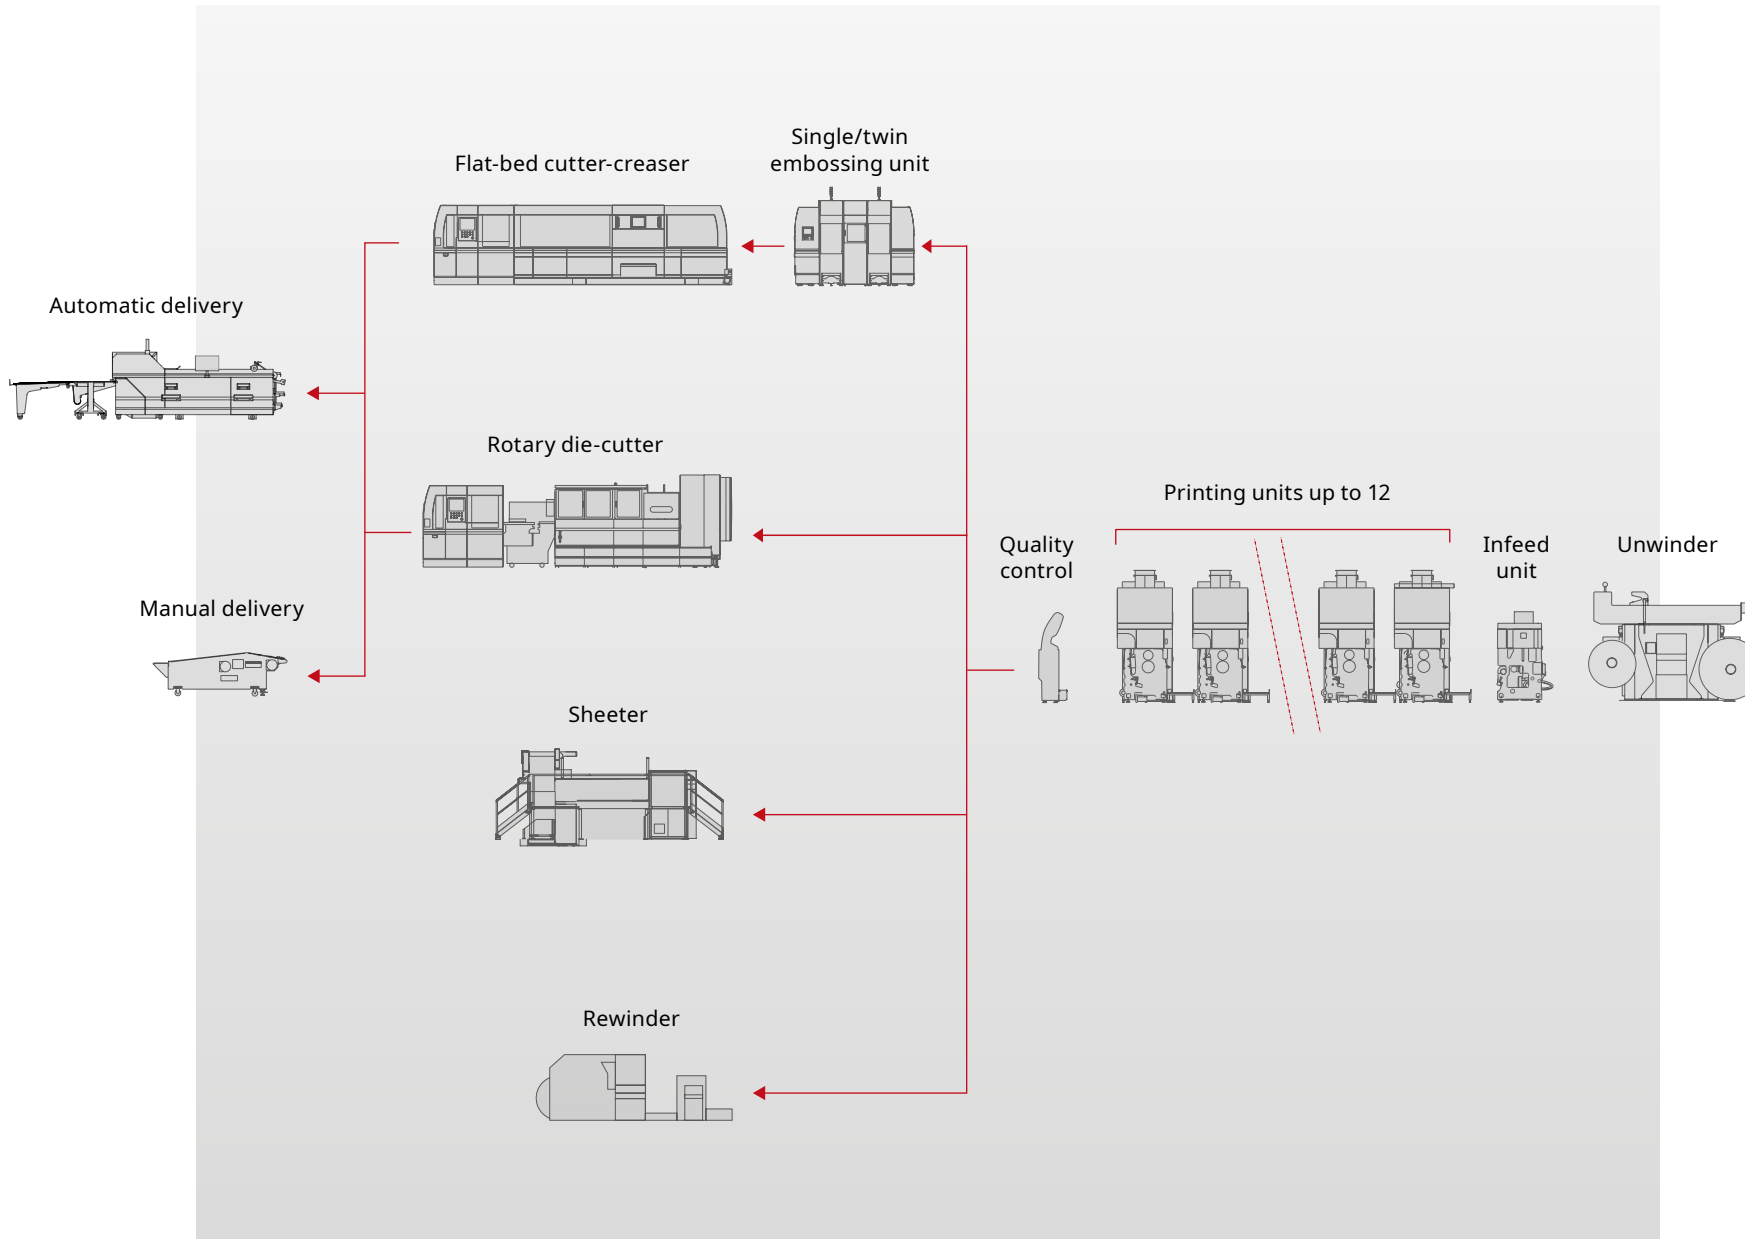 Single/twin
embossing unit
Flat-bed cutter-creaser
Automatic delivery
Rotary die-cutter
Printing units up to 12
Quality
control
Infeed
unit
Unwinder
Manual delivery
Sheeter
Rewinder